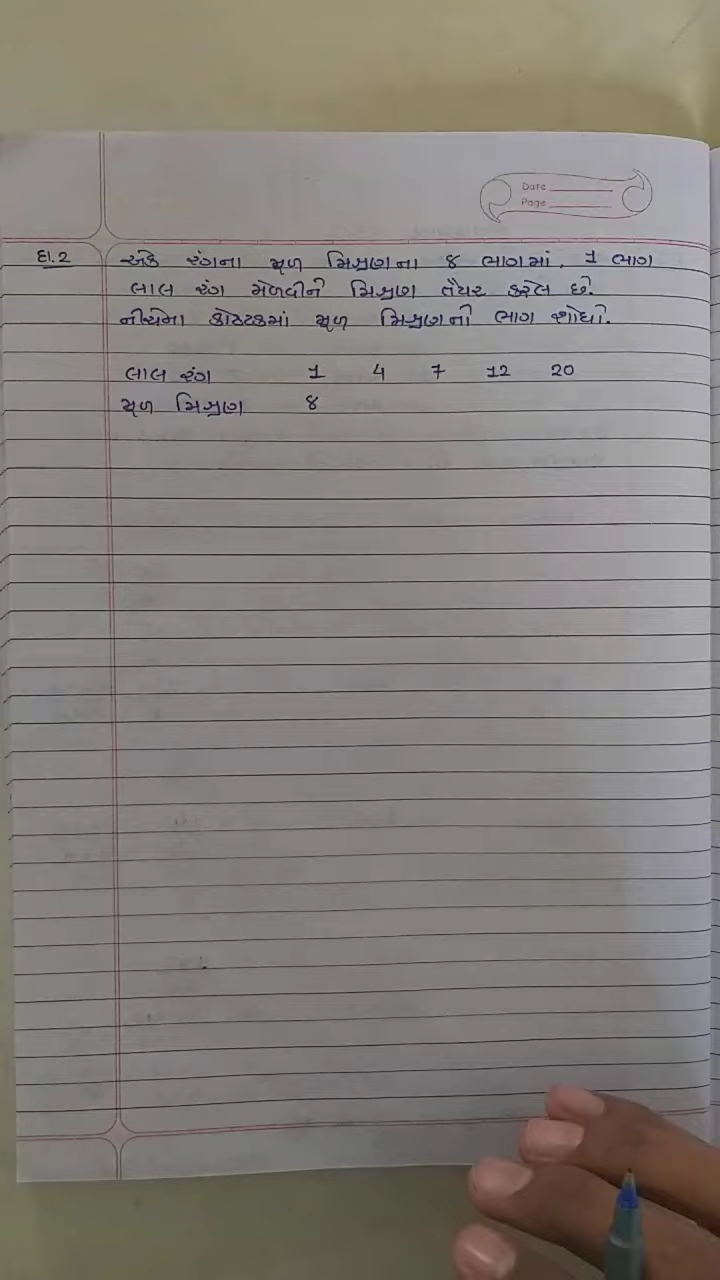 Date
Page
દા.2 એક રંગના મૂળ મિશ્રણના 8 ભાગમાં, 1 ભાગ
લાલ રંગ મેળવીને મિશ્રણ તૈયાર કરેલ છે.
નીચેના કોષ્ટકમાં મૂળ મિશ્રણનો ભાગ શોધો.
લાલ રંગ 1 4 7 12 20
મૂળ મિશ્રણ 8